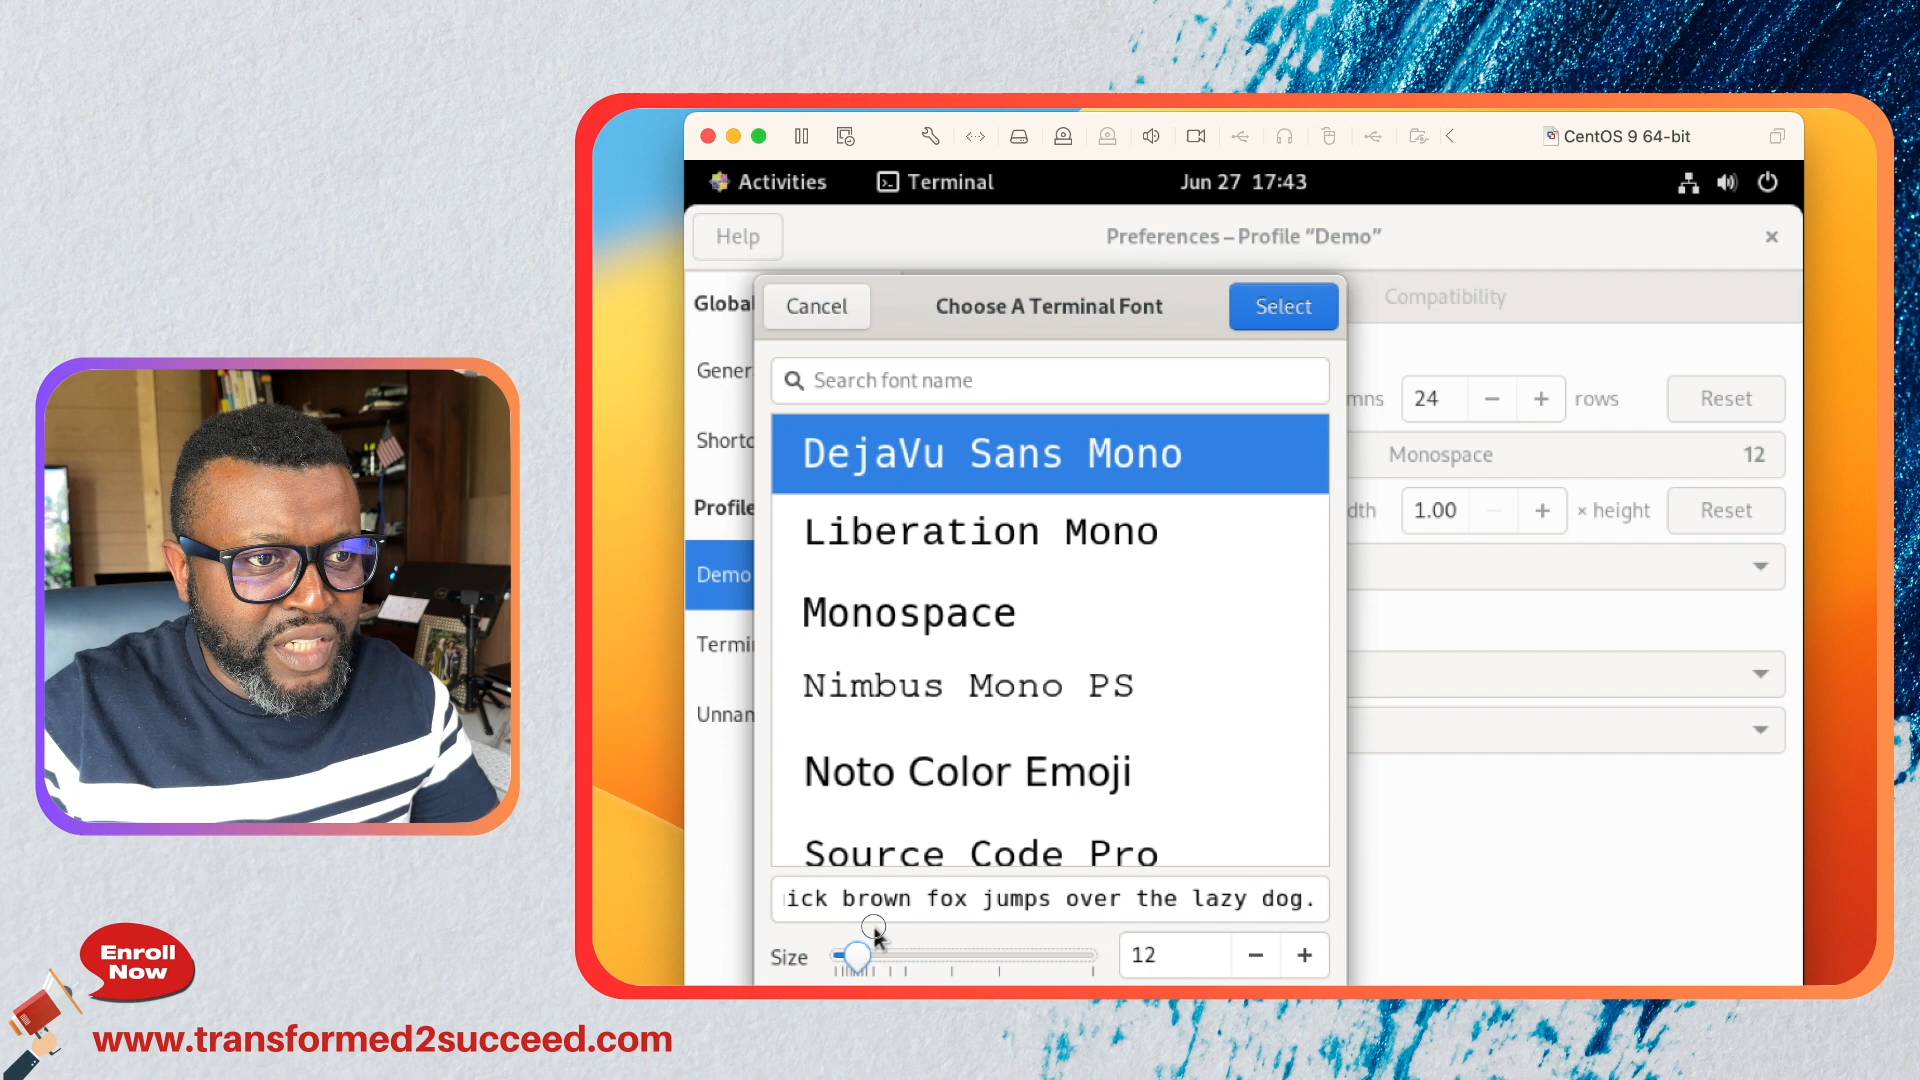 CentOS 9 64-bit
Activities
Terminal
Jun 27 17:43
Help
Preferences – Profile “Demo”
Cancel
Choose A Terminal Font
Select
Global
Compatibility
Search font name
Gener
24
rows
Reset
DejaVu Sans Mono
Shortc
Monospace
12
Liberation Mono
Profile
1.00
× height
Reset
Demo
Monospace
Termi
Nimbus Mono PS
Unnan
Noto Color Emoji
Source Code Pro
ick brown fox jumps over the lazy dog.
Size
12
Enroll
Now
www.transformed2succeed.com